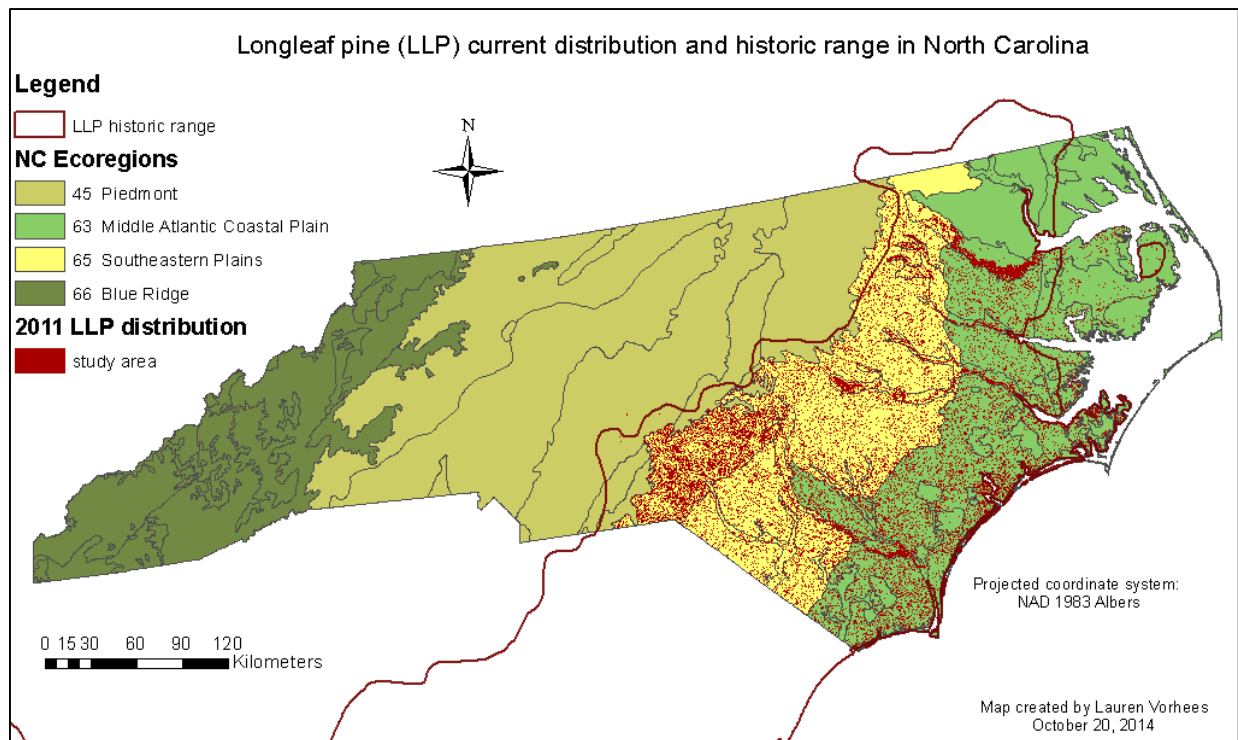 Longleaf pine (LLP) current distribution and historic range in North Carolina
Legend
LLP historic range
NC Ecoregions
45 Piedmont
63 Middle Atlantic Coastal Plain
65 Southeastern Plains
66 Blue Ridge
2011 LLP distribution
study area
N
Projected coordinate system:
NAD 1983 Albers
0 15 30 60 90 120
Kilometers
Map created by Lauren Vorhees
October 20, 2014